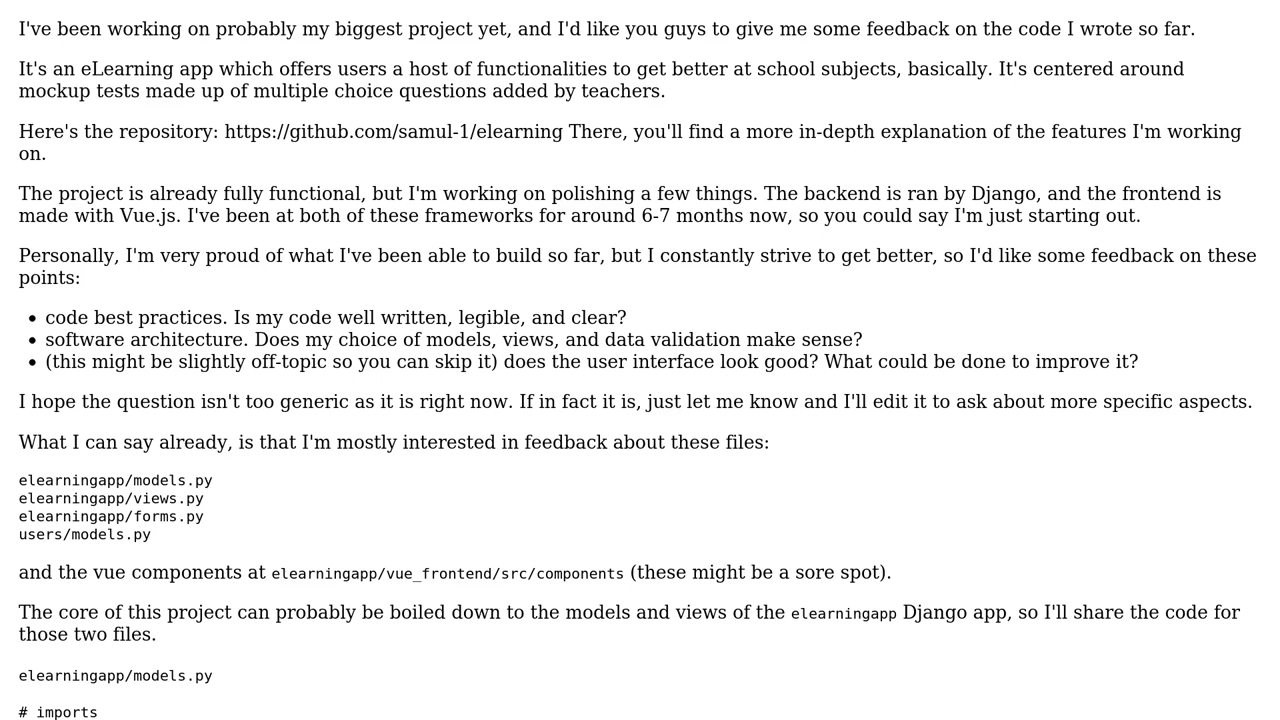 I've been working on probably my biggest project yet, and I'd like you guys to give me some feedback on the code I wrote so far.
It's an eLearning app which offers users a host of functionalities to get better at school subjects, basically. It's centered around
mockup tests made up of multiple choice questions added by teachers.
Here's the repository: https://github.com/samul-1/elearning There, you'll find a more in-depth explanation of the features I'm working
on.
The project is already fully functional, but I'm working on polishing a few things. The backend is ran by Django, and the frontend is
made with Vue.js. I've been at both of these frameworks for around 6-7 months now, so you could say I'm just starting out.
Personally, I'm very proud of what I've been able to build so far, but I constantly strive to get better, so I'd like some feedback on these
points:
• code best practices. Is my code well written, legible, and clear?
• software architecture. Does my choice of models, views, and data validation make sense?
• (this might be slightly off-topic so you can skip it) does the user interface look good? What could be done to improve it?
I hope the question isn't too generic as it is right now. If in fact it is, just let me know and I'll edit it to ask about more specific aspects.
What I can say already, is that I'm mostly interested in feedback about these files:
elearningapp/models.py
elearningapp/views.py
elearningapp/forms.py
users/models.py
and the vue components at elearningapp/vue_frontend/src/components (these might be a sore spot).
The core of this project can probably be boiled down to the models and views of the elearningapp Django app, so I'll share the code for
those two files.
elearningapp/models.py
# imports